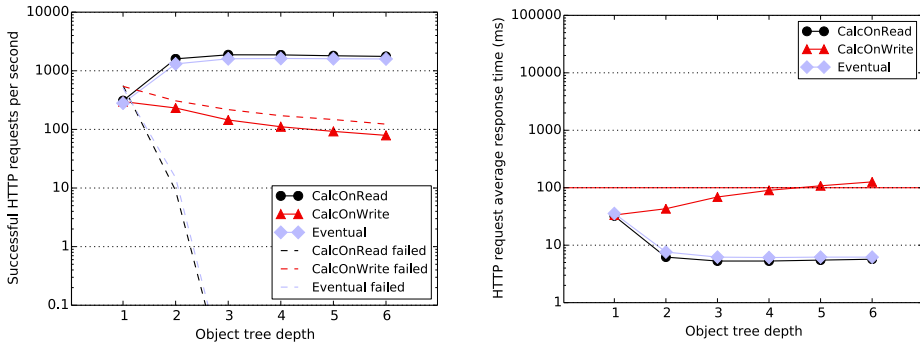 Successful HTTP requests per second
10000
1000
100
10
1
0.1
CalcOnRead
CalcOnWrite
Eventual
CalcOnRead failed
CalcOnWrite failed
Eventual failed
1 2 3 4 5 6
Object tree depth
HTTP request average response time (ms)
100000
10000
1000
100
10
1
CalcOnRead
CalcOnWrite
Eventual
1 2 3 4 5 6
Object tree depth